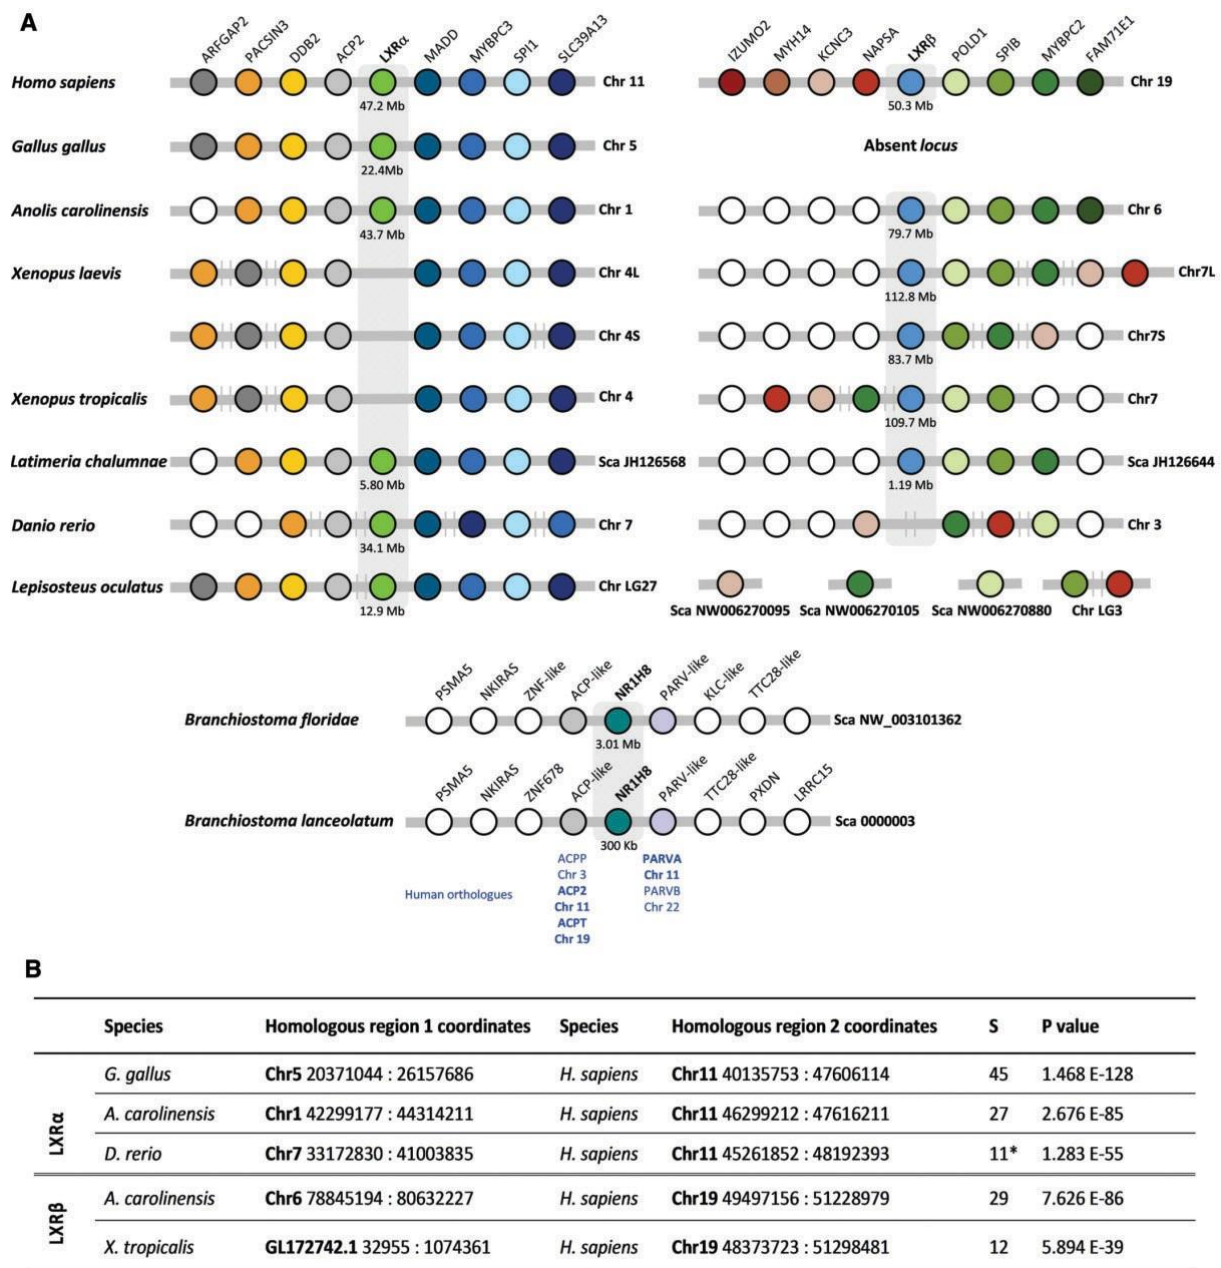 A
ARFGAP2 PACSIN3 DDB2 ACP2 LXRα MADD MYBPC3 SPI1 SLC39A13 IZUMO2 MYH14 KCNC3 NAPSA LXRβ POLD1 SPIB MYBPC2 FAM71E1
Homo sapiens Chr 11 Chr 19
47.2 Mb 50.3 Mb
Gallus gallus Chr 5 Absent locus
22.4Mb
Anolis carolinensis Chr 1 Chr 6
43.7 Mb 79.7 Mb
Xenopus laevis Chr 4L Chr7L
112.8 Mb
Chr 4S Chr7S
83.7 Mb
Xenopus tropicalis Chr 4 Chr7
109.7 Mb
Latimeria chalumnae Sca JH126568 Sca JH126644
5.80 Mb 1.19 Mb
Danio rerio Chr 7 Chr 3
34.1 Mb
Lepisosteus oculatus Chr LG27
12.9 Mb Sca NW006270095 Sca NW006270105 Sca NW006270880 Chr LG3
PSMA5 NKIRAS ZNF-like ACP-like NR1H8 PARV-like KLC-like TTC28-like
Branchiostoma floridae Sca NW_003101362
3.01 Mb
PSMA5 NKIRAS ZNF678 ACP-like NR1H8 PARV-like TTC28-like PXDN LRRC15
Branchiostoma lanceolatum Sca 0000003
300 Kb
ACPP PARVA
Chr 3 Chr 11
Human orthologues ACP2 PARVB
Chr 11 Chr 22
ACPT
Chr 19
B
Species Homologous region 1 coordinates Species Homologous region 2 coordinates S P value
LXRα
G. gallus Chr5 20371044 : 26157686 H. sapiens Chr11 40135753 : 47606114 45 1.468 E-128
A. carolinensis Chr1 42299177 : 44314211 H. sapiens Chr11 46299212 : 47616211 27 2.676 E-85
D. rerio Chr7 33172830 : 41003835 H. sapiens Chr11 45261852 : 48192393 11* 1.283 E-55
LXRβ
A. carolinensis Chr6 78845194 : 80632227 H. sapiens Chr19 49497156 : 51228979 29 7.626 E-86
X. tropicalis GL172742.1 32955 : 1074361 H. sapiens Chr19 48373723 : 51298481 12 5.894 E-39